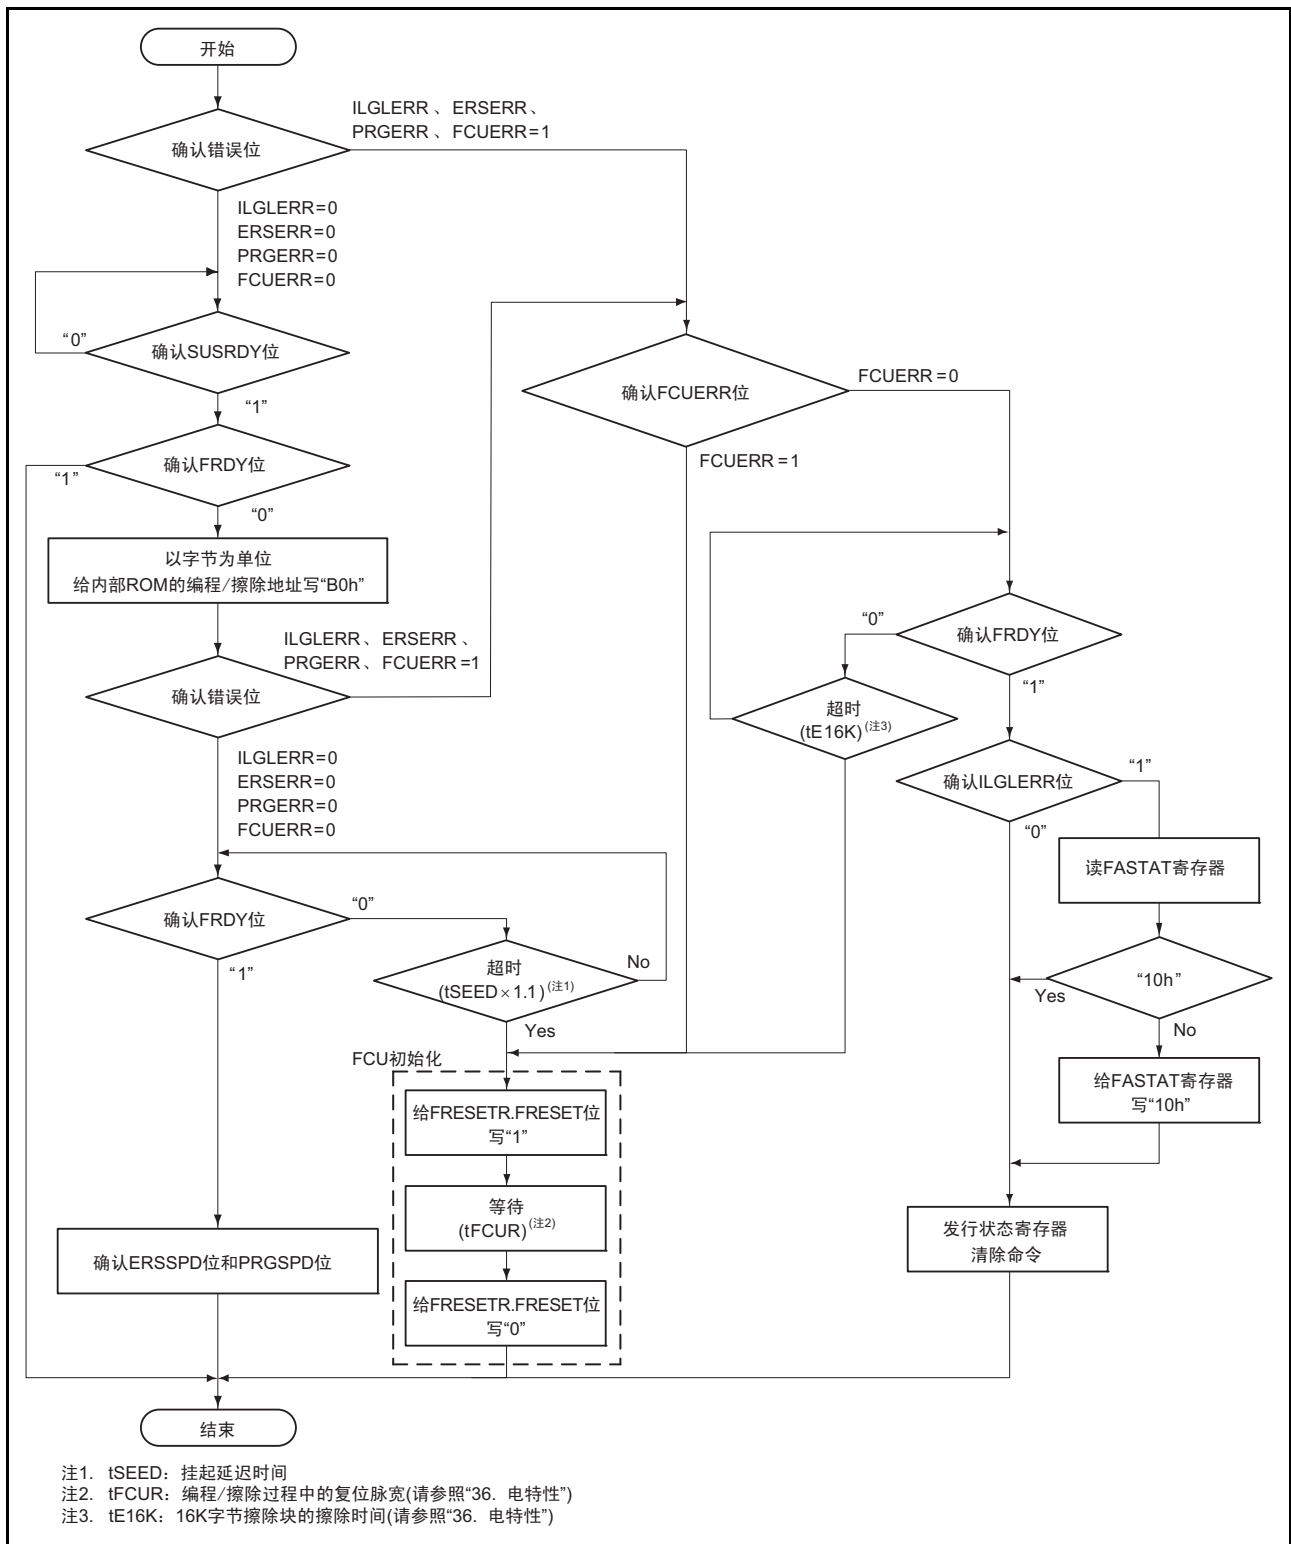 开始
确认错误位
ILGLERR、ERSERR、
PRGERR、FCUERR=1
ILGLERR=0
ERSERR=0
PRGERR=0
FCUERR=0
“0”
确认SUSRDY位
“1”
确认FRDY位
“1”
“0”
以字节为单位
给内部ROM的编程/擦除地址写“B0h”
ILGLERR、ERSERR、
PRGERR、FCUERR=1
确认错误位
ILGLERR=0
ERSERR=0
PRGERR=0
FCUERR=0
确认FRDY位
“0”
“1”
超时
(tSEED×1.1)(注1)
No
Yes
确认ERSSPD位和PRGSPD位
确认FCUERR位
FCUERR=0
FCUERR=1
“0”
确认FRDY位
“1”
超时
(tE16K)(注3)
确认ILGLERR位
“1”
“0”
读FASTAT寄存器
“10h”
Yes
No
给FASTAT寄存器
写“10h”
发行状态寄存器
清除命令
FCU初始化
给FRESETR.FRESET位
写“1”
等待
(tFCUR)(注2)
给FRESETR.FRESET位
写“0”
结束
注1. tSEED：挂起延迟时间
注2. tFCUR：编程/擦除过程中的复位脉宽(请参照“36. 电特性”)
注3. tE16K：16K字节擦除块的擦除时间(请参照“36. 电特性”)